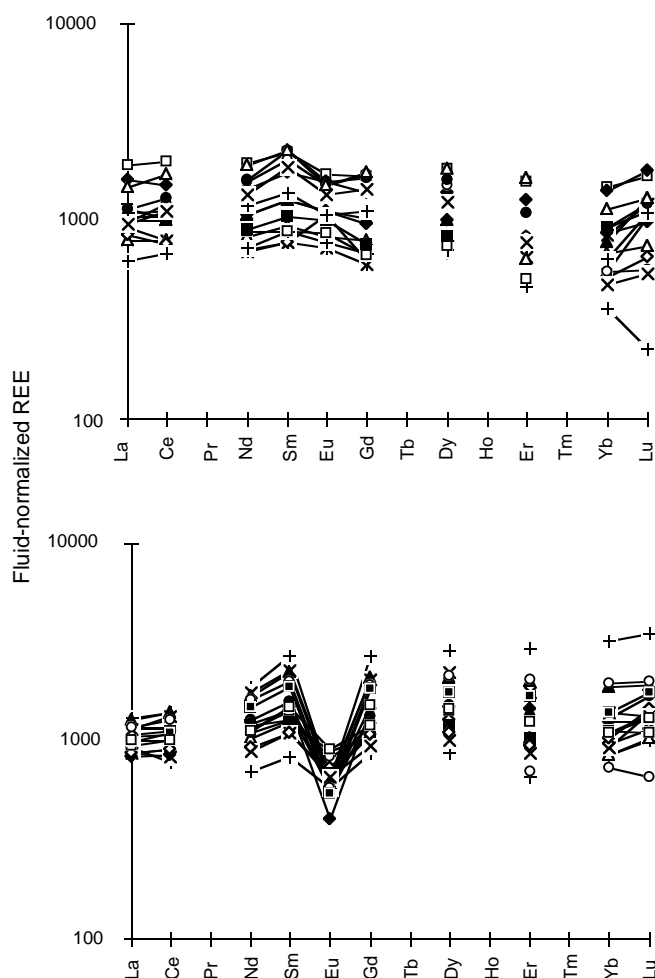 10000
1000
100
La Ce Pr Nd Sm Eu Gd Tb Dy Ho Er Tm Yb Lu
Fluid-normalized REE
10000
1000
100
La Ce Pr Nd Sm Eu Gd Tb Dy Ho Er Tm Yb Lu